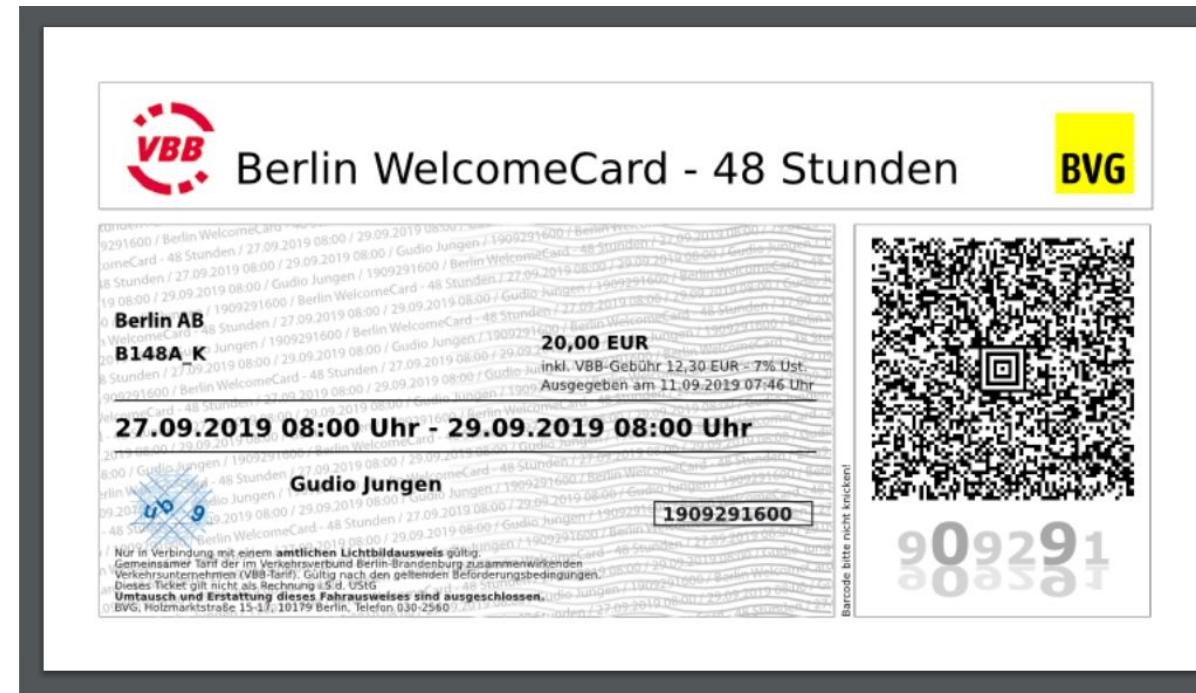 VBB
Berlin WelcomeCard - 48 Stunden
BVG
Berlin AB
B148A_K
20,00 EUR
inkl. VBB-Gebühr 12,30 EUR - 7% Ust.
Ausgegeben am 11.09.2019 07:46 Uhr
27.09.2019 08:00 Uhr - 29.09.2019 08:00 Uhr
Gudio Jungen
1909291600
Nur in Verbindung mit einem amtlichen Lichtbildausweis gültig.
Gemeinsamer Tarif der im Verkehrsverbund Berlin-Brandenburg zusammenwirkenden
Verkehrsunternehmen (VBB-Tarif). Gültig nach den geltenden Beförderungsbedingungen.
Dieses Ticket gilt nicht als Rechnung i.S.d. UStG
Umtausch und Erstattung dieses Fahrausweises sind ausgeschlossen.
BVG, Holzmarktstraße 15-17, 10179 Berlin, Telefon 030-2560
Barcode bitte nicht knicken!
909291